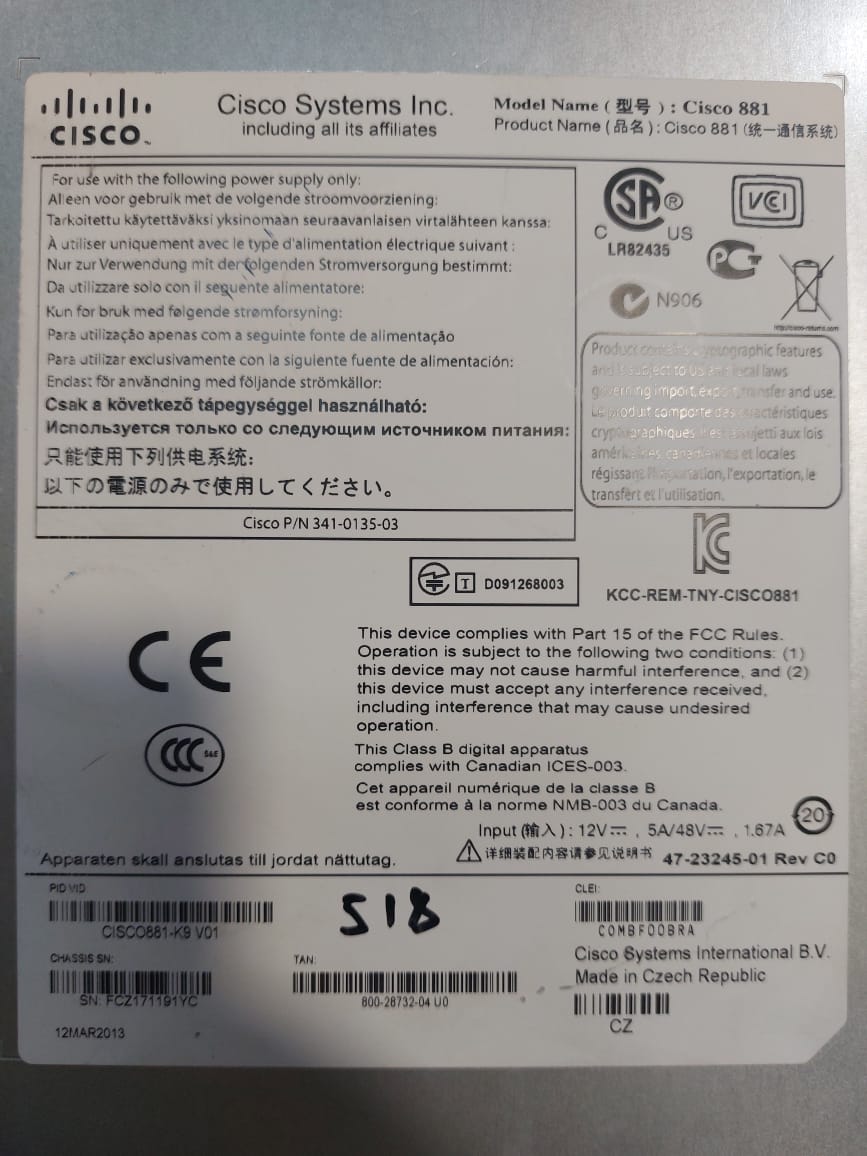 CISCO
Cisco Systems Inc.
including all its affiliates
Model Name ( 型号 ) : Cisco 881
Product Name ( 品名 ) : Cisco 881 (统一通信系统)
For use with the following power supply only:
Alleen voor gebruik met de volgende stroomvoorziening:
Tarkoitettu käytettäväksi yksinomaan seuraavanlaisen virtalähteen kanssa:
À utiliser uniquement avec le type d'alimentation électrique suivant :
Nur zur Verwendung mit der folgenden Stromversorgung bestimmt:
Da utilizzare solo con il seguente alimentatore:
Kun for bruk med følgende strømforsyning:
Para utilização apenas com a seguinte fonte de alimentação
Para utilizar exclusivamente con la siguiente fuente de alimentación:
Endast för användning med följande strömkällor:
Csak a következő tápegységgel használható:
Используется только со следующим источником питания:
只能使用下列供电系统:
以下の電源のみで使用してください。
Cisco P/N 341-0135-03
SA ®
C US
LR82435
VCI
PCT
N906
http://cisco-returns.com
Product contains cryptographic features
and is subject to US and local laws
governing import, export, transfer and use.
Le produit comporte des caractéristiques
cryptographiques assujetti aux lois
américaines, canadiennes et locales
régissant l'importation, l'exportation, le
transfert et l'utilisation.
T D091268003
KC
KCC-REM-TNY-CISCO881
CE
CCC S&E
This device complies with Part 15 of the FCC Rules.
Operation is subject to the following two conditions: (1)
this device may not cause harmful interference, and (2)
this device must accept any interference received,
including interference that may cause undesired
operation.
This Class B digital apparatus
complies with Canadian ICES-003.
Cet appareil numérique de la classe B
est conforme à la norme NMB-003 du Canada.
Input (输入) : 12V⎓ , 5A/48V⎓ , 1.67A
20
详细装配内容请参见说明书
47-23245-01 Rev C0
Apparaten skall anslutas till jordat nättutag.
PID VID
CISCO881-K9 V01
518
CLEI:
COMBF00BRA
CHASSIS SN:
SN: FCZ171191YC
TAN:
800-28732-04 U0
Cisco Systems International B.V.
Made in Czech Republic
CZ
12MAR2013